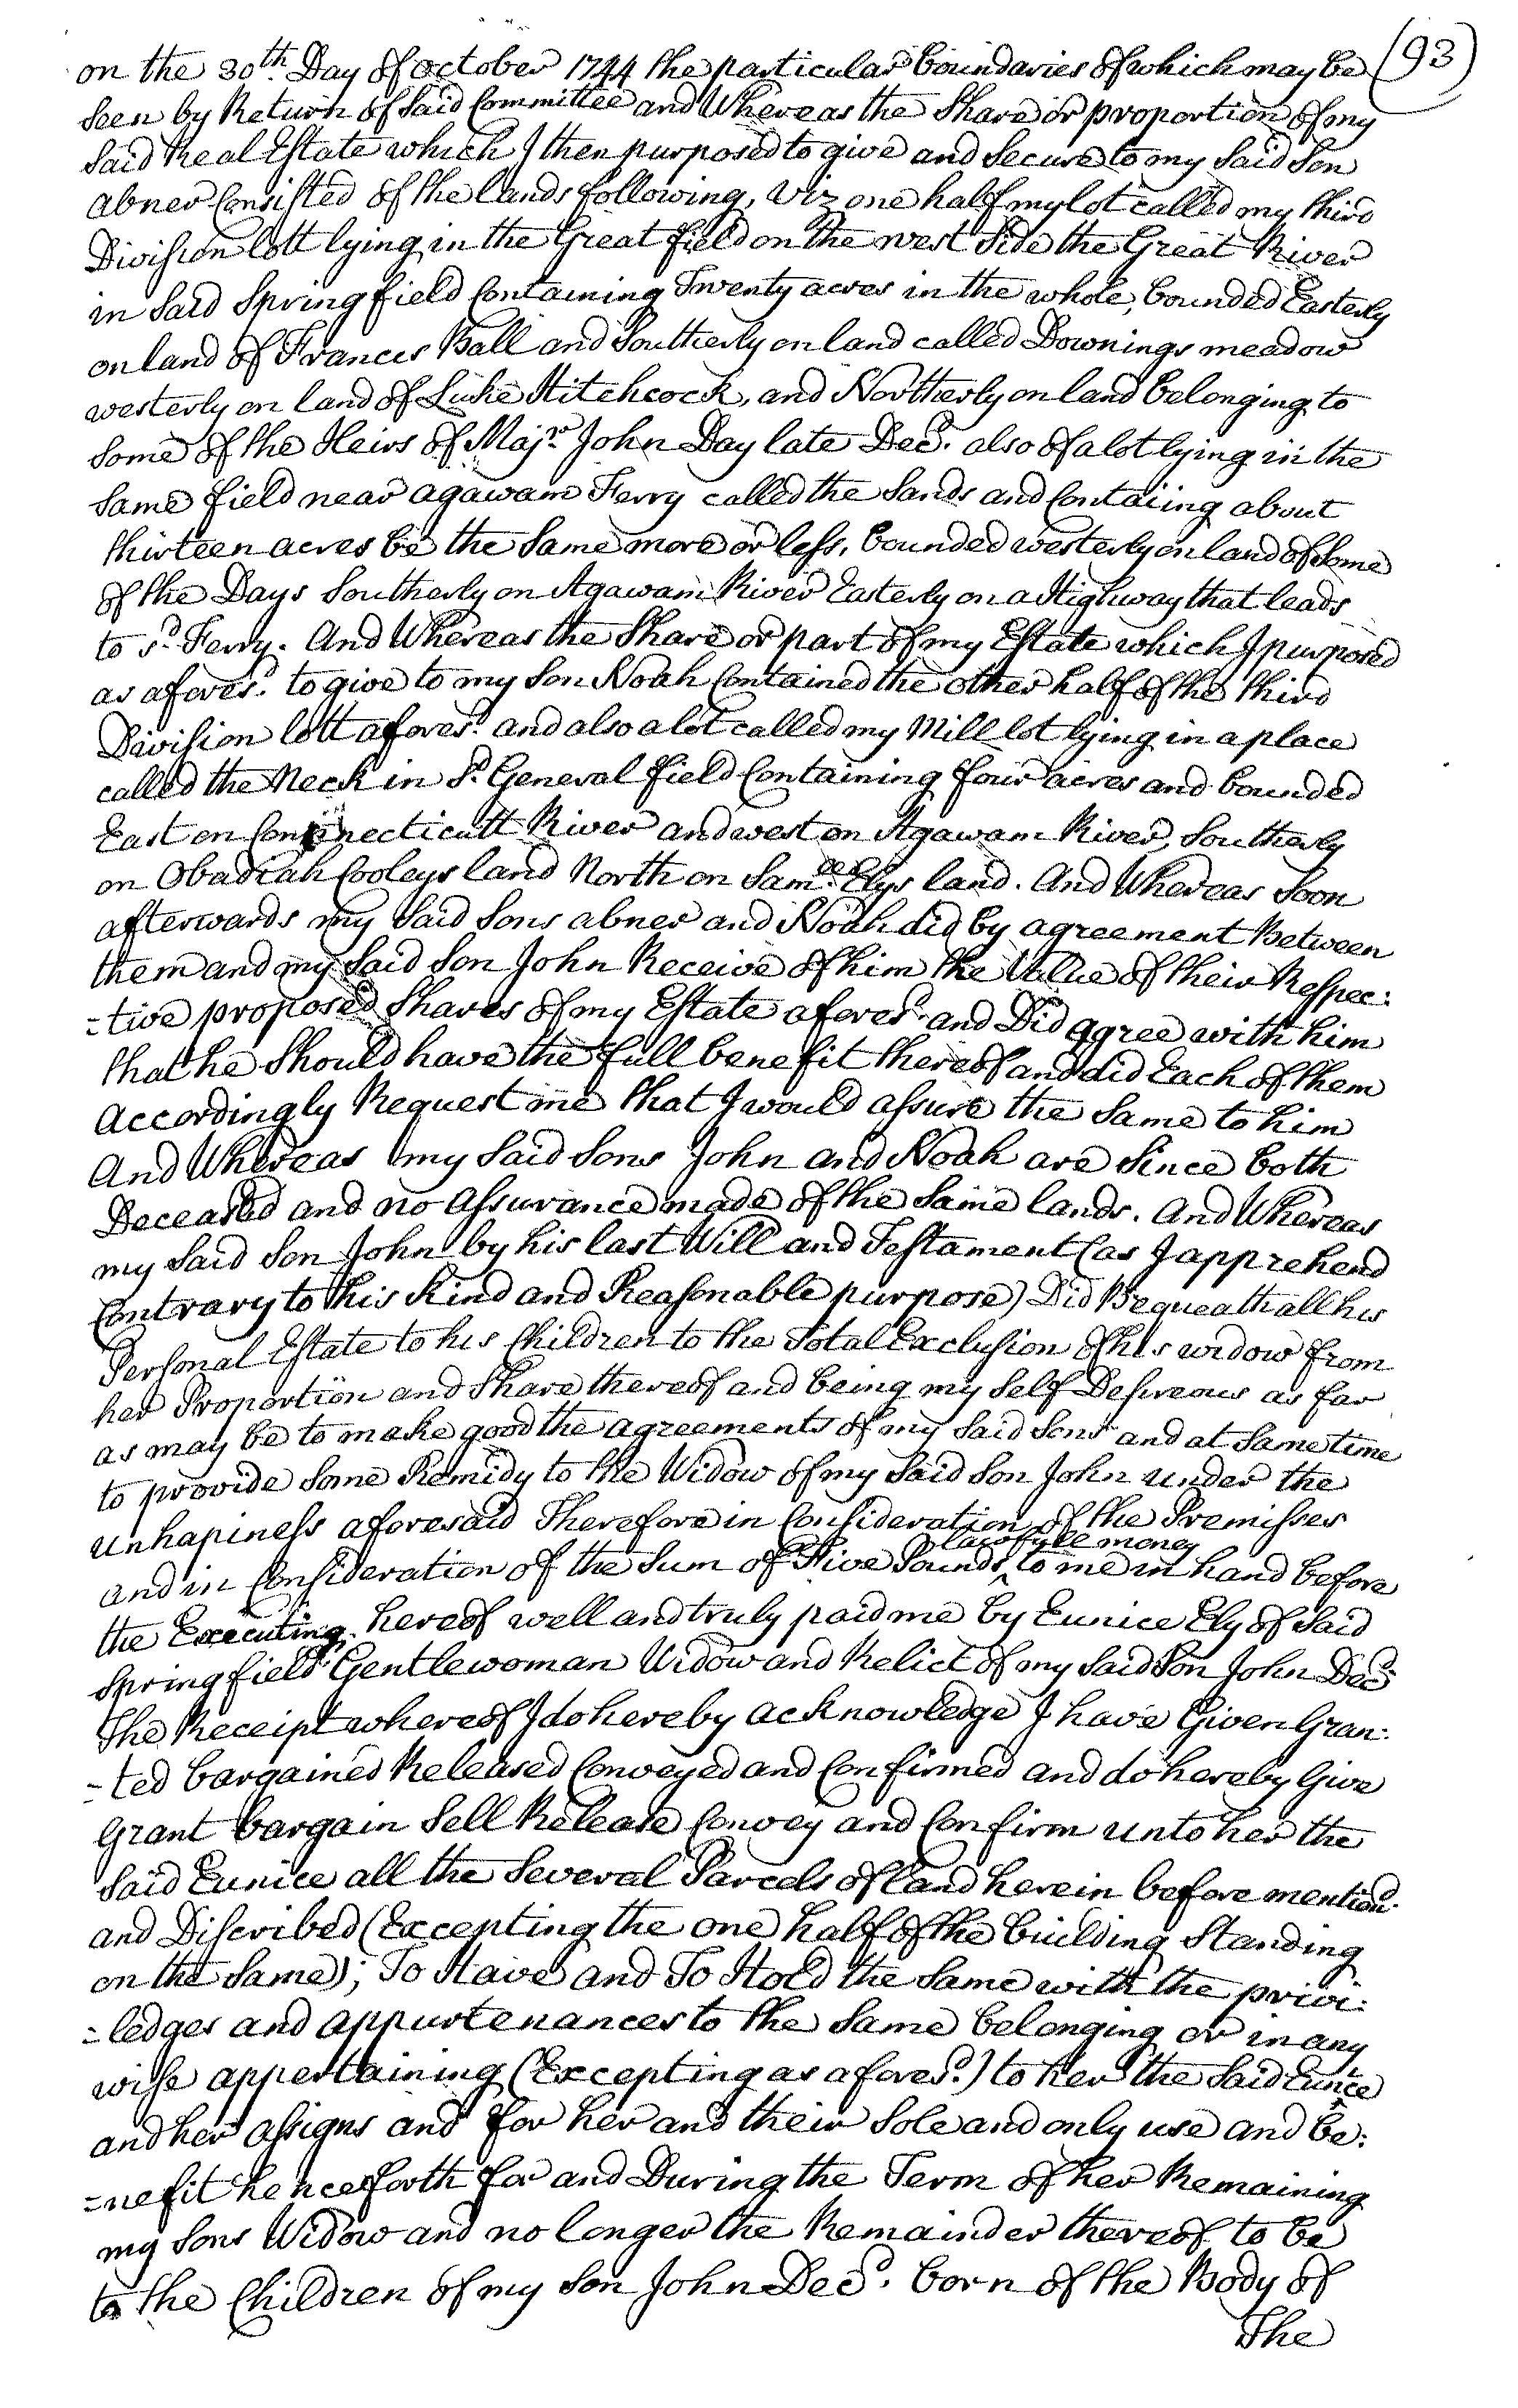 (93)
on the 30th Day of October 1744 the particular boundaries of which may be
Seen by Return of Said Committee and Whereas the Share or proportion of my
Said Real Estate which I then purposed to give and Secure to my Said Son
Abner Consisted of the lands following, Viz one half my lot called my third
Division lott lying in the Great field on the west Side the Great River
in Said Springfield Containing Twenty acres in the whole, bounded Easterly
on land of Frances Ball and Southerly on land called Downings meadow
westerly on land of Luke Hitchcock, and Northerly on land belonging to
Some of the Heirs of Majr. John Day late Decd. also of a lot lying in the
Same field near agawam Ferry called the Sands and Containg about
thirteen acres be the Same more or less, bounded westerly on land of Some
of the Days Southerly on Agawam River Easterly on a Highway that leads
to sd. Ferry. And Whereas the Share or part of my Estate which I purposed
as aforesd. to give to my Son Noah Contained the other half of the third
Division lott aforesd. and also a lot called my Mill lot lying in a place
called the Neck in Sd. General field Containing four acres and bounded
East on Connecticutt River and west on Agawam River, Southerly
on Obadiah Cooleys land North on Samll. Elys land. And Whereas Soon
afterwards my Said Sons abner and Noah did by agreement Between
them and my Said Son John Receive of him the Value of their Respec:
=tive proposed Shares of my Estate aforesd. and Did agree with him
that he Should have the full benefit thereof and did Each of them
Accordingly Request me that I would assure the Same to him
And Whereas my Said Sons John and Noah are Since both
Deceased and no assurance made of the Same lands. And Whereas
my Said Son John by his last Will and Testament (as I apprehend
Contrary to this Kind and Reasonable purpose) Did Bequeath all his
Personal Estate to his Children to the Total Exclusion of his widow from
her Proportion and Share thereof and being my Self Desireous as far
as may be to make good the agreements of my Said Sons and at Same time
to provide Some Remidy to the Widow of my Said Son John under the
Unhapiness aforesaid Therefore in Consideration of the Premisses
and in Consideration of the Sum of Five Pounds ^lawfull money to me in hand before
the Executing hereof well and truly paid me by Eunice Ely of Said
Springfield Gentlewoman Widow and Relict of my Said Son John Decd.
The Receipt whereof I do hereby acknowledge I have Given Gran:
=ted bargained Released Conveyed and Confirmed and do hereby Give
Grant bargain Sell Release Convey and Confirm unto her the
Said Eunice all the Several Parcels of land herein before mentiond.
and Discribed (Excepting the one half of the building Standing
on the Same); To Have and To Hold the Same with the privi:
=ledges and appurtenances to the Same belonging or in any
wise appertaining (Excepting as aforesd.) to her the Said Eunice
and her assigns and for her and their Sole and only use and be:
=nefit henceforth for and During the Term of her Remaining
my Sons Widow and no longer the Remainder thereof to be
to the Children of my Son John Decd. born of the Body of
The